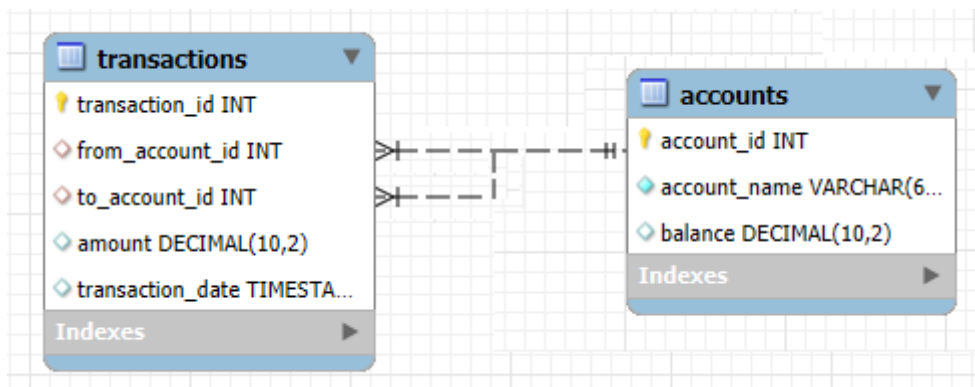 transactions
transaction_id INT
from_account_id INT
to_account_id INT
amount DECIMAL(10,2)
transaction_date TIMESTA...
Indexes
accounts
account_id INT
account_name VARCHAR(6...
balance DECIMAL(10,2)
Indexes